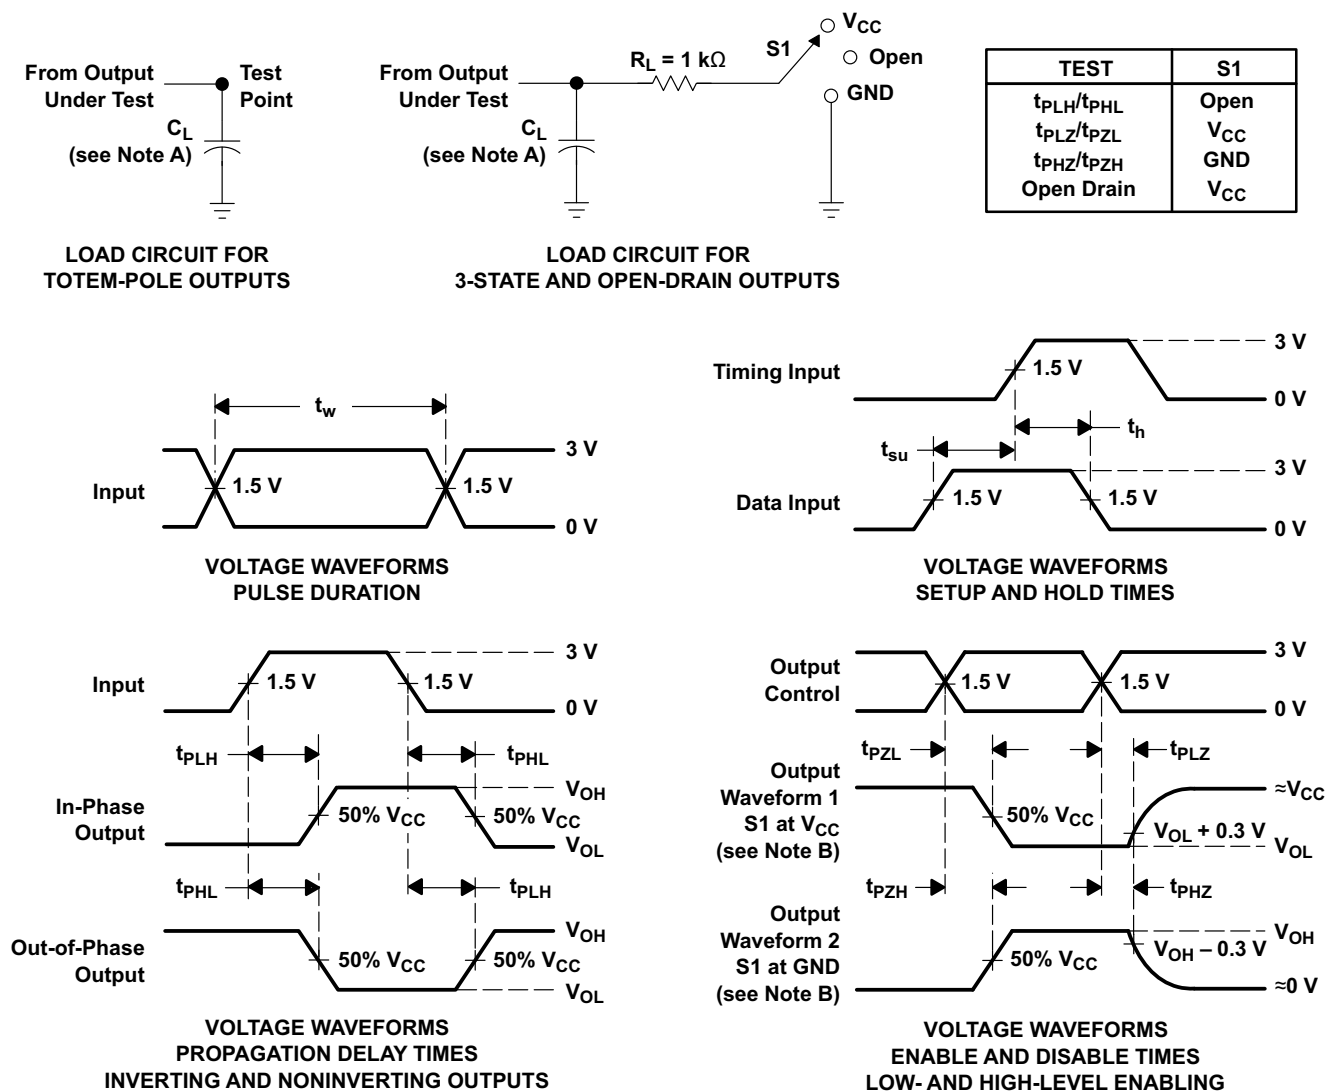 From Output
Under Test
Test
Point
CL
(see Note A)
LOAD CIRCUIT FOR
TOTEM-POLE OUTPUTS
From Output
Under Test
RL = 1 kΩ
S1
VCC
Open
GND
CL
(see Note A)
LOAD CIRCUIT FOR
3-STATE AND OPEN-DRAIN OUTPUTS
TEST S1
tPLH/tPHL Open
tPLZ/tPZL VCC
tPHZ/tPZH GND
Open Drain VCC
tw
Input
1.5 V
1.5 V
3 V
0 V
VOLTAGE WAVEFORMS
PULSE DURATION
Timing Input
1.5 V
3 V
0 V
tsu
th
Data Input
1.5 V
1.5 V
3 V
0 V
VOLTAGE WAVEFORMS
SETUP AND HOLD TIMES
Input
1.5 V
1.5 V
3 V
0 V
tPLH
tPHL
In-Phase
Output
50% VCC
50% VCC
VOH
VOL
tPHL
tPLH
Out-of-Phase
Output
50% VCC
50% VCC
VOH
VOL
VOLTAGE WAVEFORMS
PROPAGATION DELAY TIMES
INVERTING AND NONINVERTING OUTPUTS
Output
Control
1.5 V
1.5 V
3 V
0 V
tPZL
tPLZ
Output
Waveform 1
S1 at VCC
(see Note B)
50% VCC
VOL + 0.3 V
≈VCC
VOL
tPZH
tPHZ
Output
Waveform 2
S1 at GND
(see Note B)
50% VCC
VOH – 0.3 V
VOH
≈0 V
VOLTAGE WAVEFORMS
ENABLE AND DISABLE TIMES
LOW- AND HIGH-LEVEL ENABLING